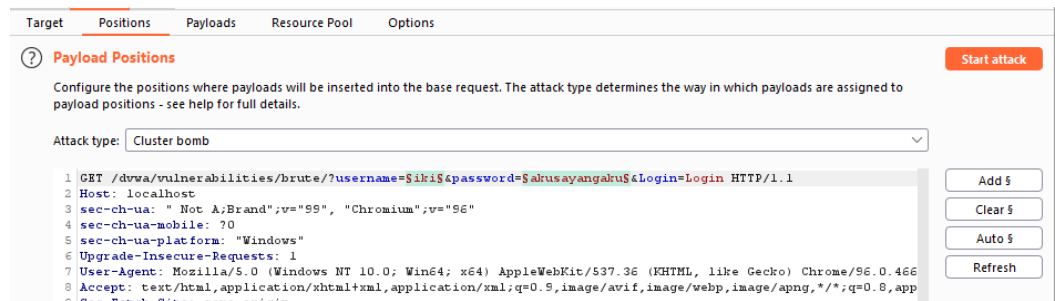 Target Positions Payloads Resource Pool Options
? Payload Positions
Start attack
Configure the positions where payloads will be inserted into the base request. The attack type determines the way in which payloads are assigned to
payload positions - see help for full details.
Attack type: Cluster bomb
1 GET /dvwa/vulnerabilities/brute/?username=§iki§&password=§akusayangaku§&Login=Login HTTP/1.1
2 Host: localhost
3 sec-ch-ua: " Not A;Brand";v="99", "Chromium";v="96"
4 sec-ch-ua-mobile: ?0
5 sec-ch-ua-platform: "Windows"
6 Upgrade-Insecure-Requests: 1
7 User-Agent: Mozilla/5.0 (Windows NT 10.0; Win64; x64) AppleWebKit/537.36 (KHTML, like Gecko) Chrome/96.0.466
8 Accept: text/html,application/xhtml+xml,application/xml;q=0.9,image/avif,image/webp,image/apng,*/*;q=0.8,app
Add §
Clear §
Auto §
Refresh